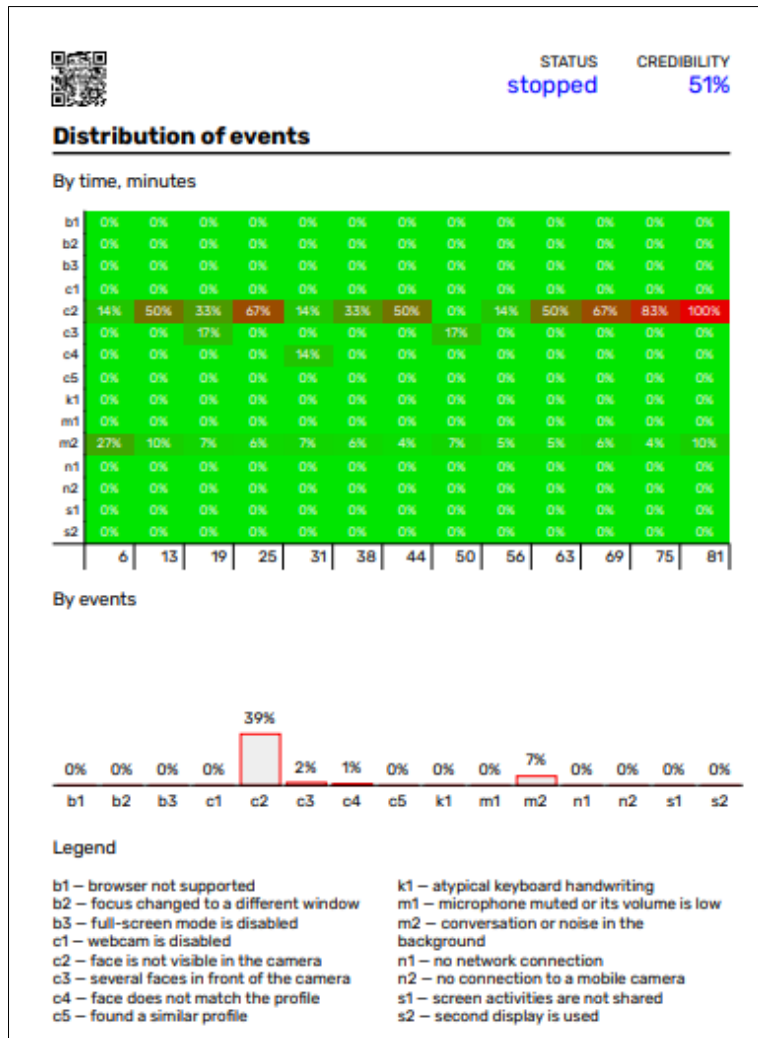 STATUS CREDIBILITY
stopped 51%
Distribution of events
By time, minutes
b1 0% 0% 0% 0% 0% 0% 0% 0% 0% 0% 0% 0% 0%
b2 0% 0% 0% 0% 0% 0% 0% 0% 0% 0% 0% 0% 0%
b3 0% 0% 0% 0% 0% 0% 0% 0% 0% 0% 0% 0% 0%
c1 0% 0% 0% 0% 0% 0% 0% 0% 0% 0% 0% 0% 0%
c2 14% 50% 33% 67% 14% 33% 50% 0% 14% 50% 67% 83% 100%
c3 0% 0% 17% 0% 0% 0% 0% 17% 0% 0% 0% 0% 0%
c4 0% 0% 0% 0% 14% 0% 0% 0% 0% 0% 0% 0% 0%
c5 0% 0% 0% 0% 0% 0% 0% 0% 0% 0% 0% 0% 0%
k1 0% 0% 0% 0% 0% 0% 0% 0% 0% 0% 0% 0% 0%
m1 0% 0% 0% 0% 0% 0% 0% 0% 0% 0% 0% 0% 0%
m2 27% 10% 7% 6% 7% 6% 4% 7% 5% 5% 6% 4% 10%
n1 0% 0% 0% 0% 0% 0% 0% 0% 0% 0% 0% 0% 0%
n2 0% 0% 0% 0% 0% 0% 0% 0% 0% 0% 0% 0% 0%
s1 0% 0% 0% 0% 0% 0% 0% 0% 0% 0% 0% 0% 0%
s2 0% 0% 0% 0% 0% 0% 0% 0% 0% 0% 0% 0% 0%
6 13 19 25 31 38 44 50 56 63 69 75 81
By events
0% 0% 0% 0% 39% 2% 1% 0% 0% 0% 7% 0% 0% 0% 0%
b1 b2 b3 c1 c2 c3 c4 c5 k1 m1 m2 n1 n2 s1 s2
Legend
b1 – browser not supported
b2 – focus changed to a different window
b3 – full-screen mode is disabled
c1 – webcam is disabled
c2 – face is not visible in the camera
c3 – several faces in front of the camera
c4 – face does not match the profile
c5 – found a similar profile
k1 – atypical keyboard handwriting
m1 – microphone muted or its volume is low
m2 – conversation or noise in the
background
n1 – no network connection
n2 – no connection to a mobile camera
s1 – screen activities are not shared
s2 – second display is used